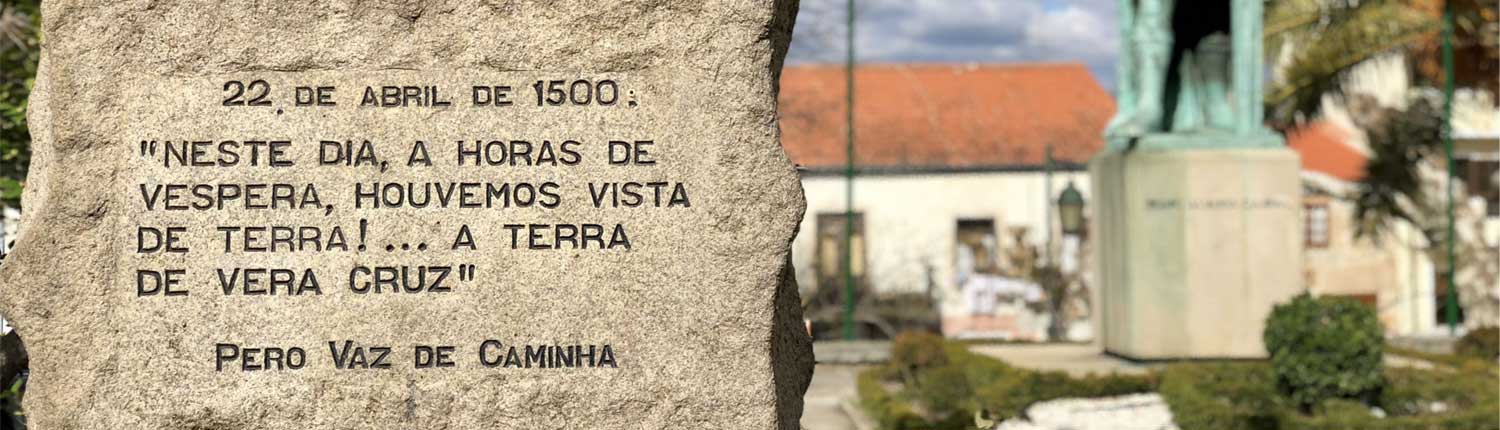 22 DE ABRIL DE 1500:
"NESTE DIA, A HORAS DE
VESPERA, HOUVEMOS VISTA
DE TERRA!... A TERRA
DE VERA CRUZ"
PERO VAZ DE CAMINHA